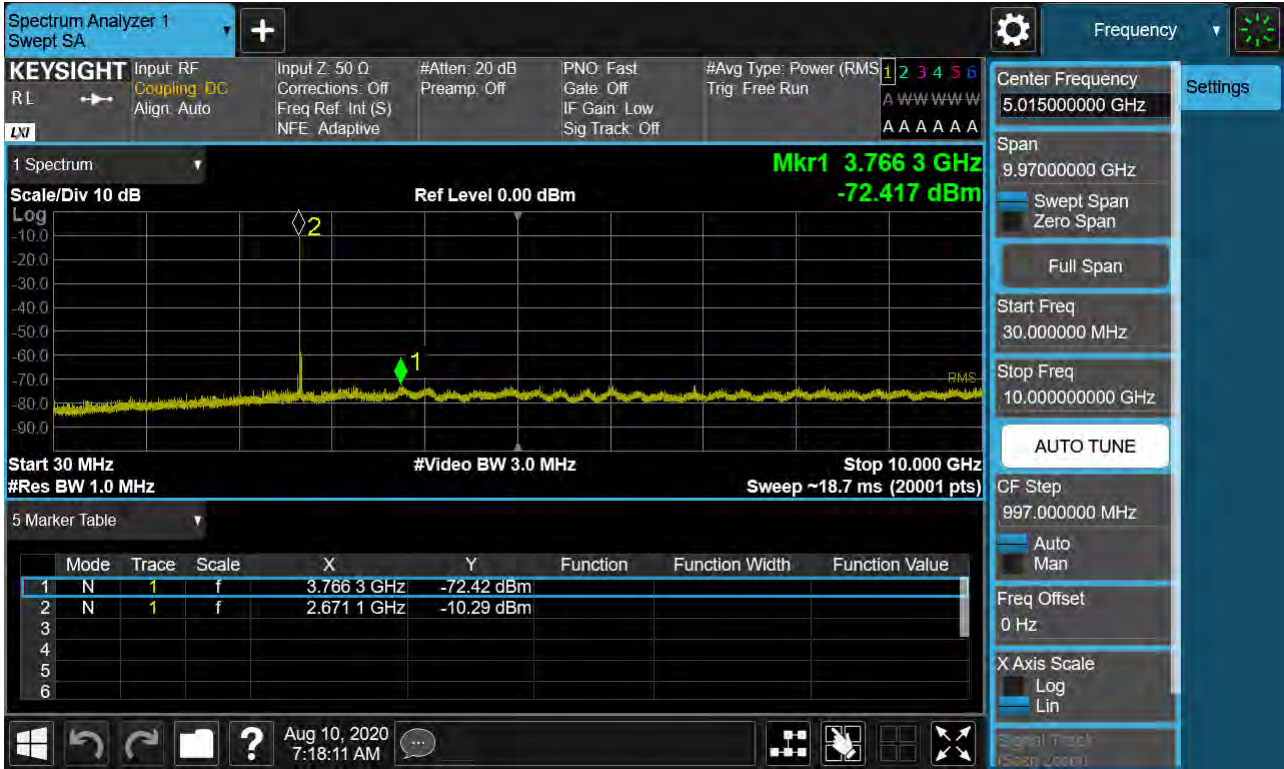 Spectrum Analyzer 1
Swept SA
+
Frequency
KEYSIGHT
R L
LXI
Input: RF
Coupling: DC
Align: Auto
Input Z: 50 Ω
Corrections: Off
Freq Ref: Int (S)
NFE: Adaptive
#Atten: 20 dB
Preamp: Off
PNO: Fast
Gate: Off
IF Gain: Low
Sig Track: Off
#Avg Type: Power (RMS
Trig: Free Run
1 2 3 4 5 6
A W W W W W
A A A A A A
Center Frequency
5.015000000 GHz
Settings
Span
9.97000000 GHz
Swept Span
Zero Span
Full Span
Start Freq
30.000000 MHz
Stop Freq
10.000000000 GHz
AUTO TUNE
CF Step
997.000000 MHz
Auto
Man
Freq Offset
0 Hz
X Axis Scale
Log
Lin
Signal Track
(Span Zoom)
1 Spectrum
Mkr1 3.766 3 GHz
-72.417 dBm
Scale/Div 10 dB
Ref Level 0.00 dBm
Log
-10.0
-20.0
-30.0
-40.0
-50.0
-60.0
-70.0
-80.0
-90.0
2
1
RMS
Start 30 MHz
#Video BW 3.0 MHz
Stop 10.000 GHz
#Res BW 1.0 MHz
Sweep ~18.7 ms (20001 pts)
5 Marker Table
Mode Trace Scale X Y Function Function Width Function Value
1 N 1 f 3.766 3 GHz -72.42 dBm
2 N 1 f 2.671 1 GHz -10.29 dBm
3
4
5
6
?
Aug 10, 2020
7:18:11 AM